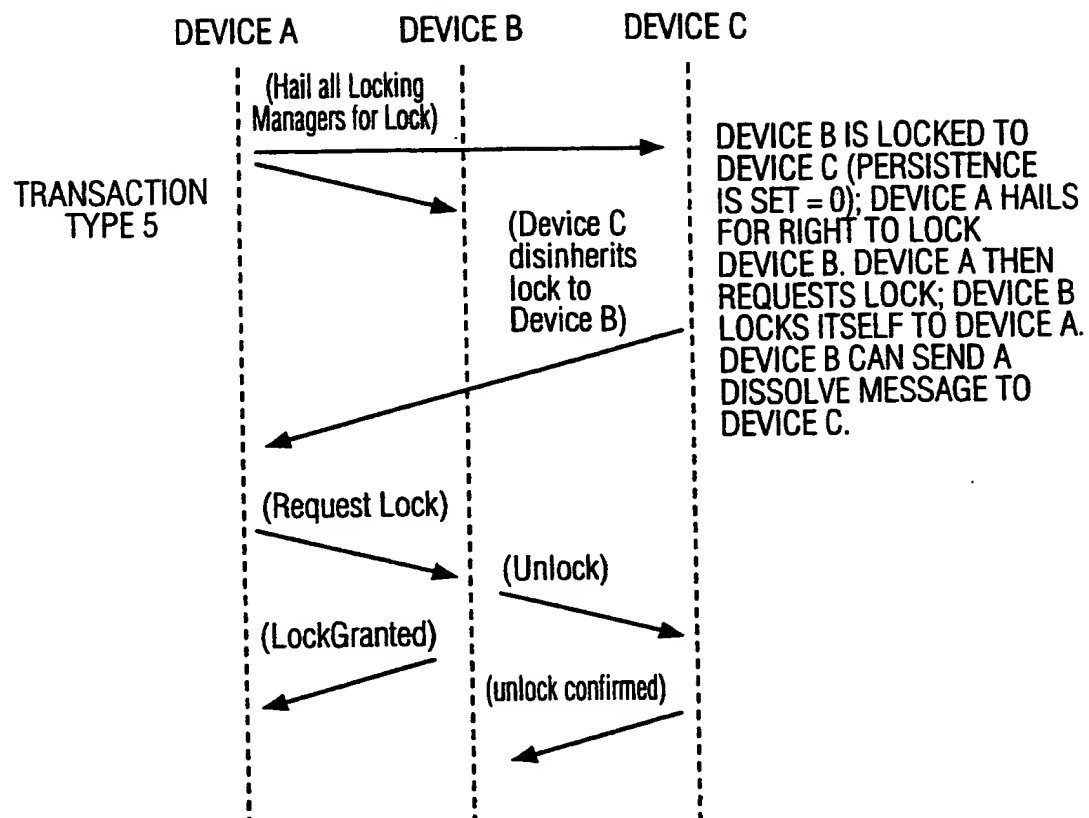 DEVICE A DEVICE B DEVICE C
(Hail all Locking
Managers for Lock)
TRANSACTION
TYPE 5
(Device C
disinherits
lock to
Device B)
DEVICE B IS LOCKED TO
DEVICE C (PERSISTENCE
IS SET = 0); DEVICE A HAILS
FOR RIGHT TO LOCK
DEVICE B. DEVICE A THEN
REQUESTS LOCK; DEVICE B
LOCKS ITSELF TO DEVICE A.
DEVICE B CAN SEND A
DISSOLVE MESSAGE TO
DEVICE C.
(Request Lock)
(Unlock)
(LockGranted)
(unlock confirmed)